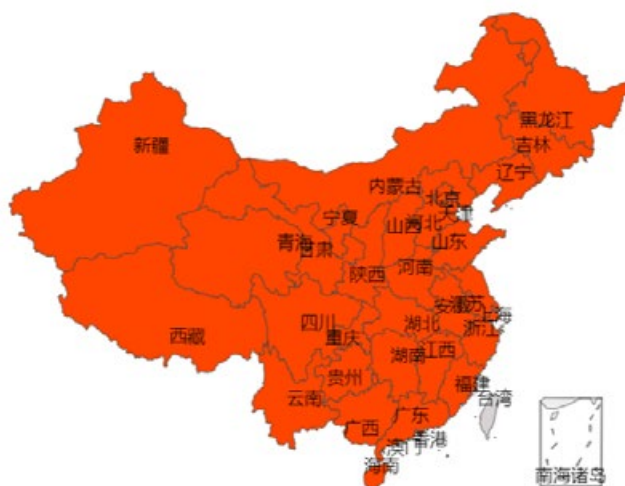 黑龙江
新疆
吉林
辽宁
内蒙古
北京
天津
宁夏
山西
河北
青海
甘肃
山东
陕西
河南
安徽
江苏
上海
四川
湖北
浙江
西藏
重庆
湖南
江西
贵州
福建
云南
台湾
广西
广东
香港
澳门
海南
南海诸岛